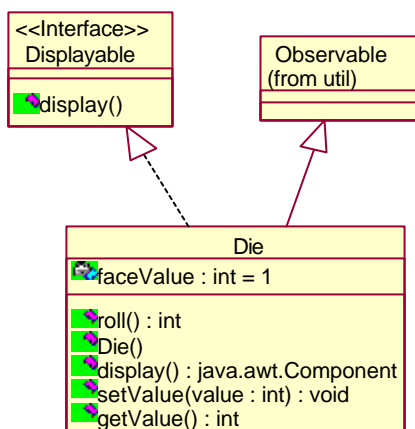 <<Interface>>
Displayable
display()
Observable
(from util)
Die
faceValue : int = 1
roll() : int
Die()
display() : java.awt.Component
setValue(value : int) : void
getValue() : int